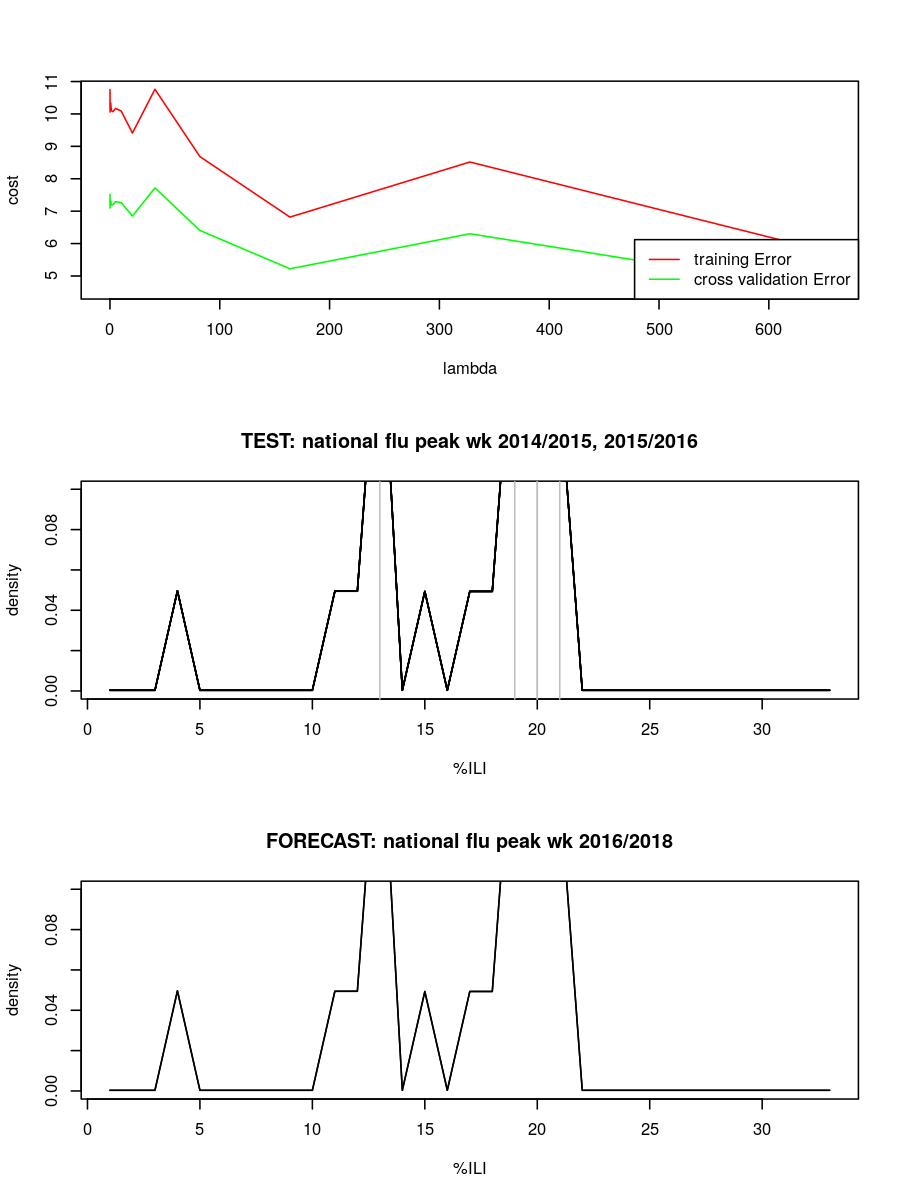 cost
5 6 7 8 9 10 11
0 100 200 300 400 500 600
lambda
training Error
cross validation Error
TEST: national flu peak wk 2014/2015, 2015/2016
density
0.00 0.04 0.08
0 5 10 15 20 25 30
%ILI
FORECAST: national flu peak wk 2016/2018
density
0.00 0.04 0.08
0 5 10 15 20 25 30
%ILI